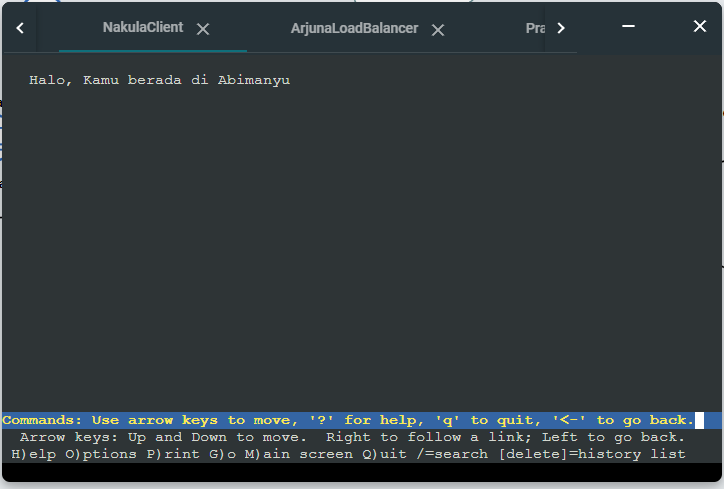 NakulaClient ArjunaLoadBalancer Pra
Halo, Kamu berada di Abimanyu
Commands: Use arrow keys to move, '?' for help, 'q' to quit, '<-' to go back.
Arrow keys: Up and Down to move. Right to follow a link; Left to go back.
H)elp O)ptions P)rint G)o M)ain screen Q)uit /=search [delete]=history list